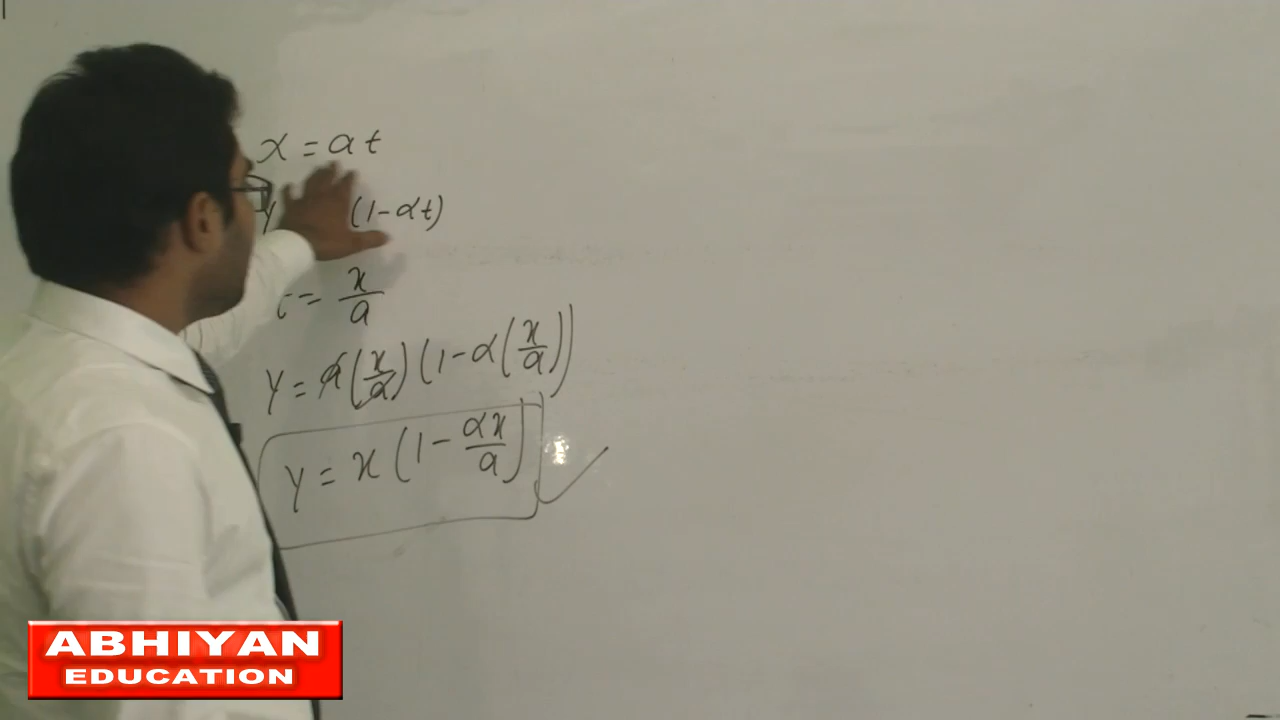 x = at
y (1-αt)
t = x/a
y = a(x/a)(1-α(x/a))
y = x(1-αx/a)
ABHIYAN
EDUCATION